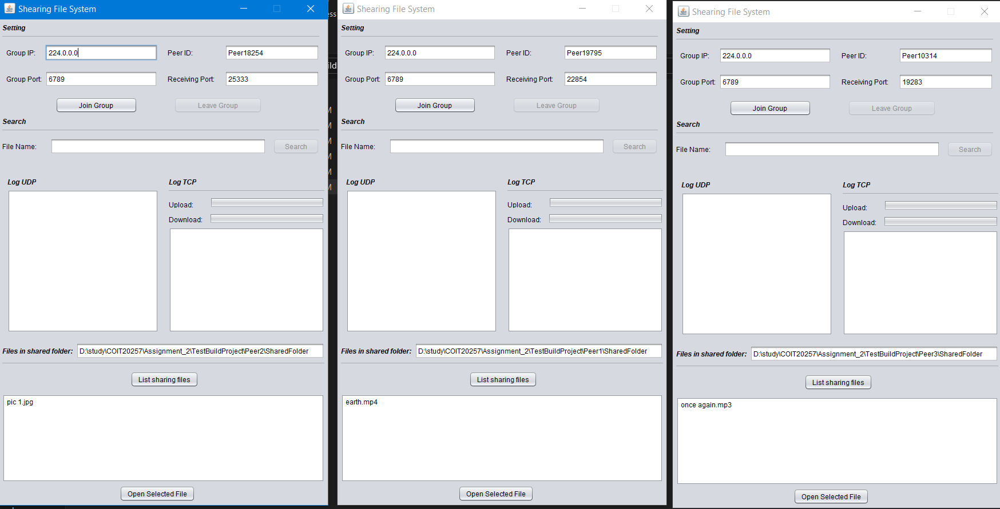 Shearing File System
Setting
Group IP: 224.0.0.0 Peer ID: Peer18254
Group Port: 6789 Receiving Port: 25333
Join Group Leave Group
Search
File Name: Search
Log UDP Log TCP
Upload:
Download:
Files in shared folder: D:\study\COIT20257\Assignment_2\TestBuildProject\Peer2\SharedFolder
List sharing files
pic 1.jpg
Open Selected File
ess
ild
M
M
M
M
M
M
Shearing File System
Setting
Group IP: 224.0.0.0 Peer ID: Peer19795
Group Port: 6789 Receiving Port: 22854
Join Group Leave Group
Search
File Name: Search
Log UDP Log TCP
Upload:
Download:
Files in shared folder: D:\study\COIT20257\Assignment_2\TestBuildProject\Peer1\SharedFolder
List sharing files
earth.mp4
Open Selected File
Shearing File System
Setting
Group IP: 224.0.0.0 Peer ID: Peer10314
Group Port: 6789 Receiving Port: 19283
Join Group Leave Group
Search
File Name: Search
Log UDP Log TCP
Upload:
Download:
Files in shared folder: D:\study\COIT20257\Assignment_2\TestBuildProject\Peer3\SharedFolder
List sharing files
once again.mp3
Open Selected File